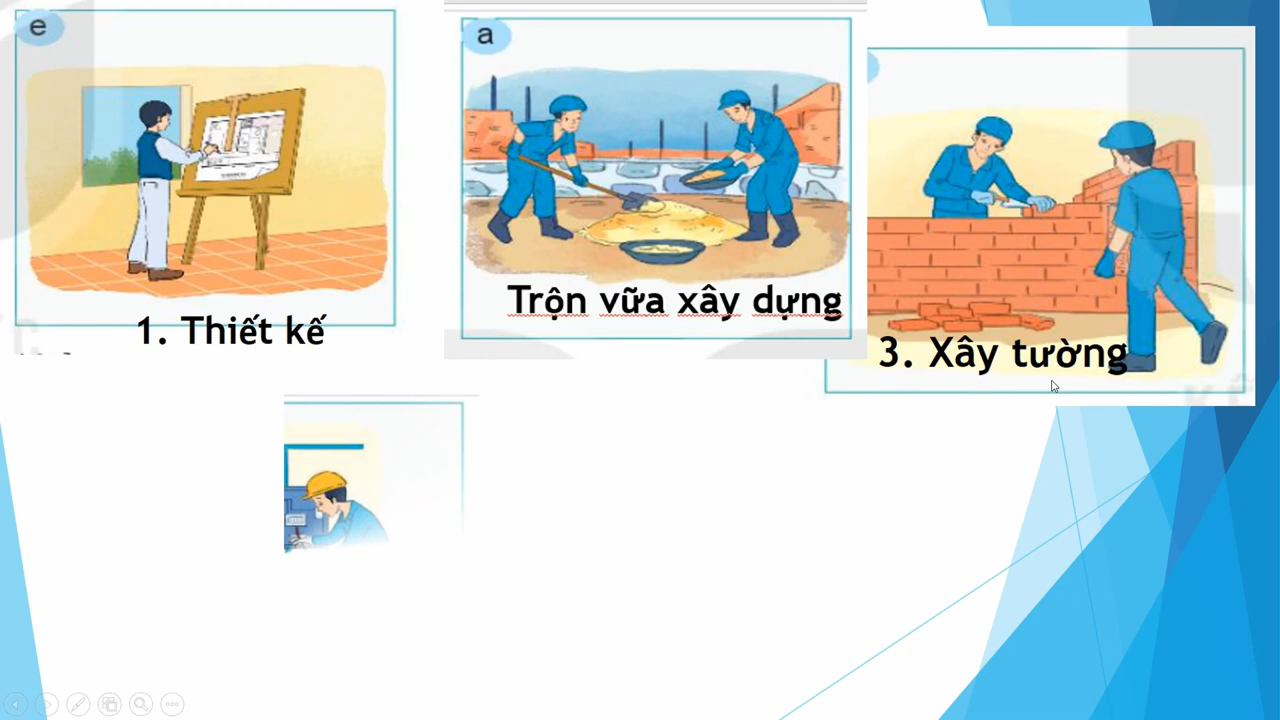 e
a
1. Thiết kế
Trộn vữa xây dựng
3. Xây tường